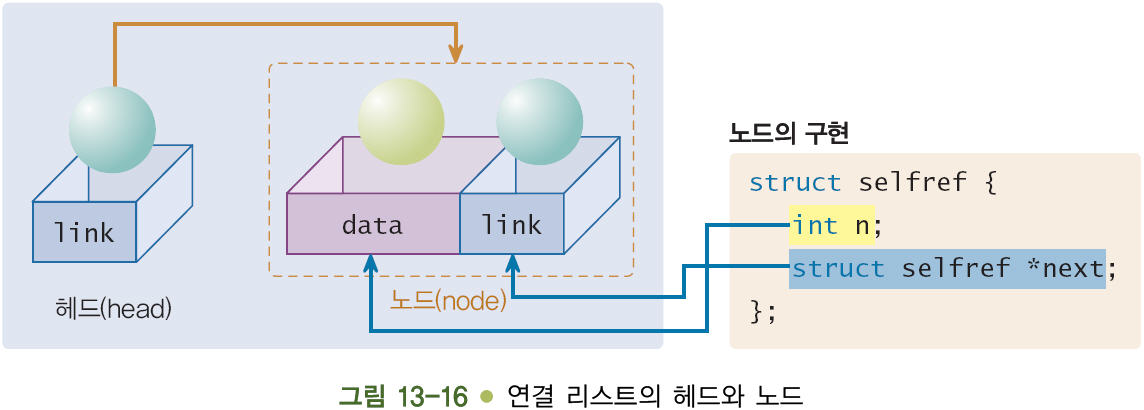 link
헤드(head)
data
link
노드(node)
노드의 구현
struct selfref {
int n;
struct selfref *next;
};
그림 13-16 ● 연결 리스트의 헤드와 노드